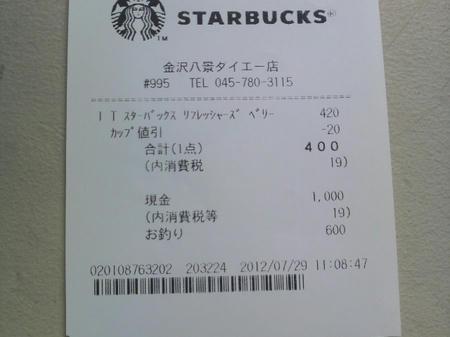 STARBUCKS®
TM
金沢八景ダイエー店
#995 TEL 045-780-3115
I T スターバックス リフレッシャーズ ベリー 420
カップ値引 -20
合計(1点) 400
(内消費税 19)
現金 1,000
(内消費税等 19)
お釣り 600
020108763202 203224 2012/07/29 11:08:47